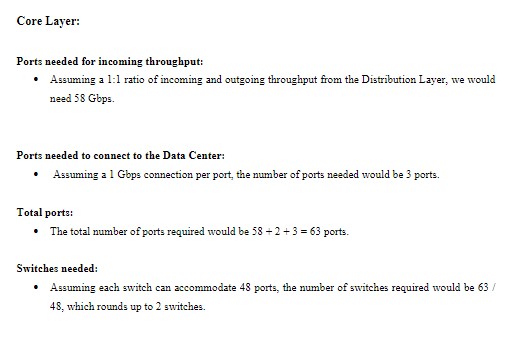 Core Layer:
Ports needed for incoming throughput:
• Assuming a 1:1 ratio of incoming and outgoing throughput from the Distribution Layer, we would
need 58 Gbps.
Ports needed to connect to the Data Center:
• Assuming a 1 Gbps connection per port, the number of ports needed would be 3 ports.
Total ports:
• The total number of ports required would be 58 + 2 + 3 = 63 ports.
Switches needed:
• Assuming each switch can accommodate 48 ports, the number of switches required would be 63 /
48, which rounds up to 2 switches.